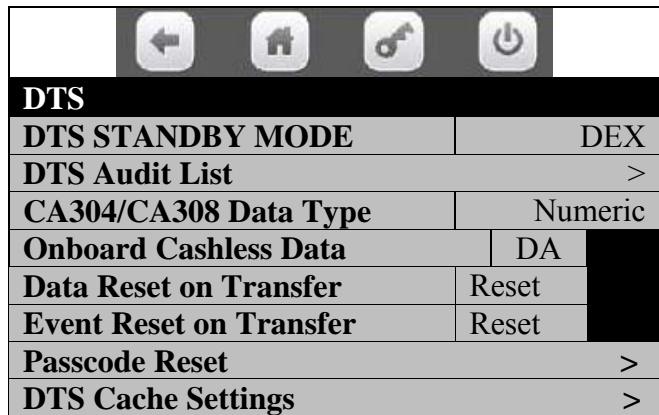 DTS
DTS STANDBY MODE DEX
DTS Audit List >
CA304/CA308 Data Type Numeric
Onboard Cashless Data DA
Data Reset on Transfer Reset
Event Reset on Transfer Reset
Passcode Reset >
DTS Cache Settings >